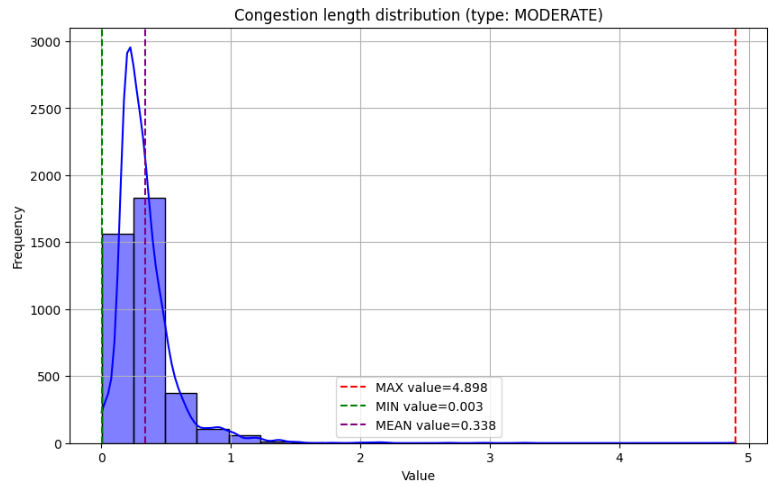 Congestion length distribution (type: MODERATE)
3000
2500
2000
1500
1000
500
0
Frequency
0
1
2
3
4
5
Value
MAX value=4.898
MIN value=0.003
MEAN value=0.338